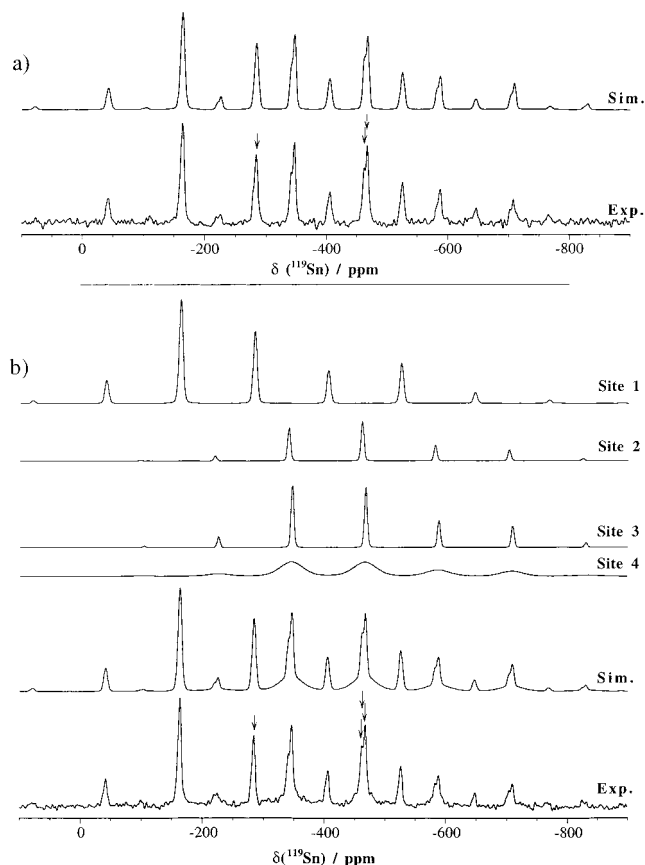 a)
Sim.
Exp.
0 -200 -400 -600 -800
δ (¹¹⁹Sn) / ppm
b)
Site 1
Site 2
Site 3
Site 4
Sim.
Exp.
0 -200 -400 -600 -800
δ(¹¹⁹Sn) / ppm